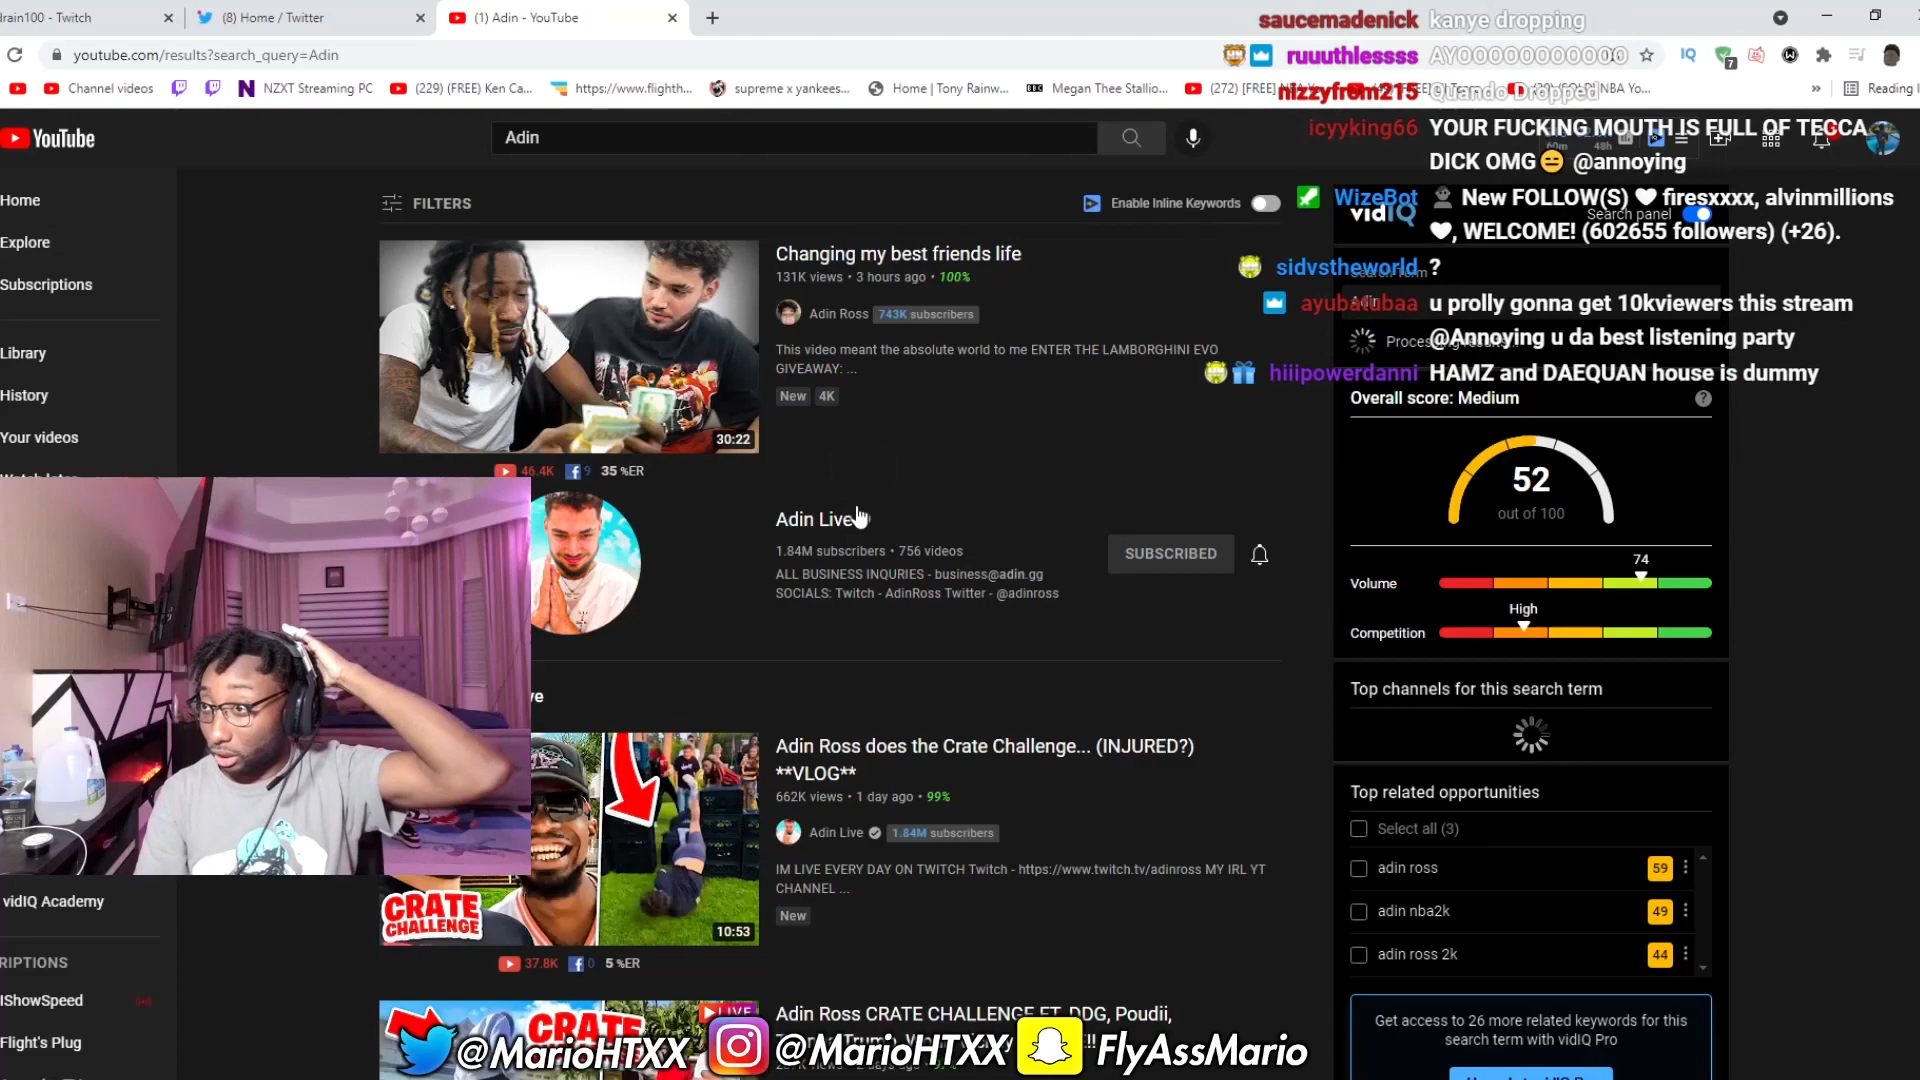 drain100 - Twitch
(8) Home / Twitter
(1) Adin - YouTube
saucemadenick kanye dropping
youtube.com/results?search_query=Adin
ruuuthlessss
IQ
7
Channel videos
NZXT Streaming PC
(229) (FREE) Ken Ca...
https://www.flighth...
supreme x yankees...
Home | Tony Rainw...
Megan Thee Stallio...
Reading l
nizzyfrom215 Quando Dropped
icyyking66 YOUR FUCKING MOUTH IS FULL OF TECCA
DICK OMG 😑 @annoying
YouTube
Adin
WizeBot New FOLLOW(S) ♥ firesxxxx, alvinmillions
♥, WELCOME! (602655 followers) (+26).
sidvstheworld ?
ayubatubaa u prolly gonna get 10kviewers this stream
@Annoying u da best listening party
hiiipowerdanni HAMZ and DAEQUAN house is dummy
Home
Explore
Subscriptions
Library
History
Your videos
FILTERS
Enable Inline Keywords
vidIQ
Search panel
Changing my best friends life
131K views • 3 hours ago • 100%
Adin Ross 743K subscribers
This video meant the absolute world to me ENTER THE LAMBORGHINI EVO
GIVEAWAY: ...
New 4K
30:22
46.4K 9 35 %ER
Adin Live
1.84M subscribers • 756 videos
ALL BUSINESS INQURIES - business@adin.gg
SOCIALS: Twitch - AdinRoss Twitter - @adinross
SUBSCRIBED
Overall score: Medium
?
52
out of 100
74
Volume
High
Competition
Top channels for this search term
Top related opportunities
Select all (3)
adin ross 59
adin nba2k 49
adin ross 2k 44
Get access to 26 more related keywords for this
search term with vidIQ Pro
Adin Ross does the Crate Challenge... (INJURED?)
**VLOG**
662K views • 1 day ago • 99%
Adin Live 1.84M subscribers
IM LIVE EVERY DAY ON TWITCH Twitch - https://www.twitch.tv/adinross MY IRL YT
CHANNEL ...
New
CRATE
CHALLENGE
10:53
37.8K 0 5 %ER
vidIQ Academy
RIPTIONS
IShowSpeed
Flight's Plug
CRATE
LIVE
Adin Ross CRATE CHALLENGE FT. DDG, Poudii,
@MarioHTXX @MarioHTXX FlyAssMario